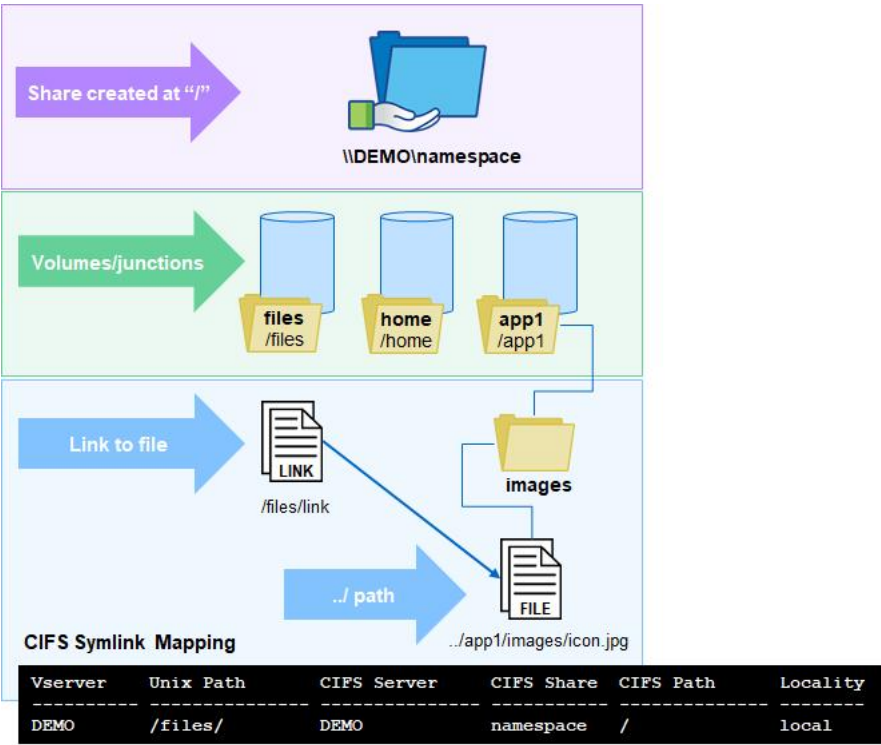 Share created at “/”
\\DEMO\namespace
Volumes/junctions
files
/files
home
/home
app1
/app1
Link to file
LINK
/files/link
images
../ path
FILE
../app1/images/icon.jpg
CIFS Symlink Mapping
Vserver Unix Path CIFS Server CIFS Share CIFS Path Locality
---------- --------------- --------------- ----------- -------------- --------
DEMO /files/ DEMO namespace / local